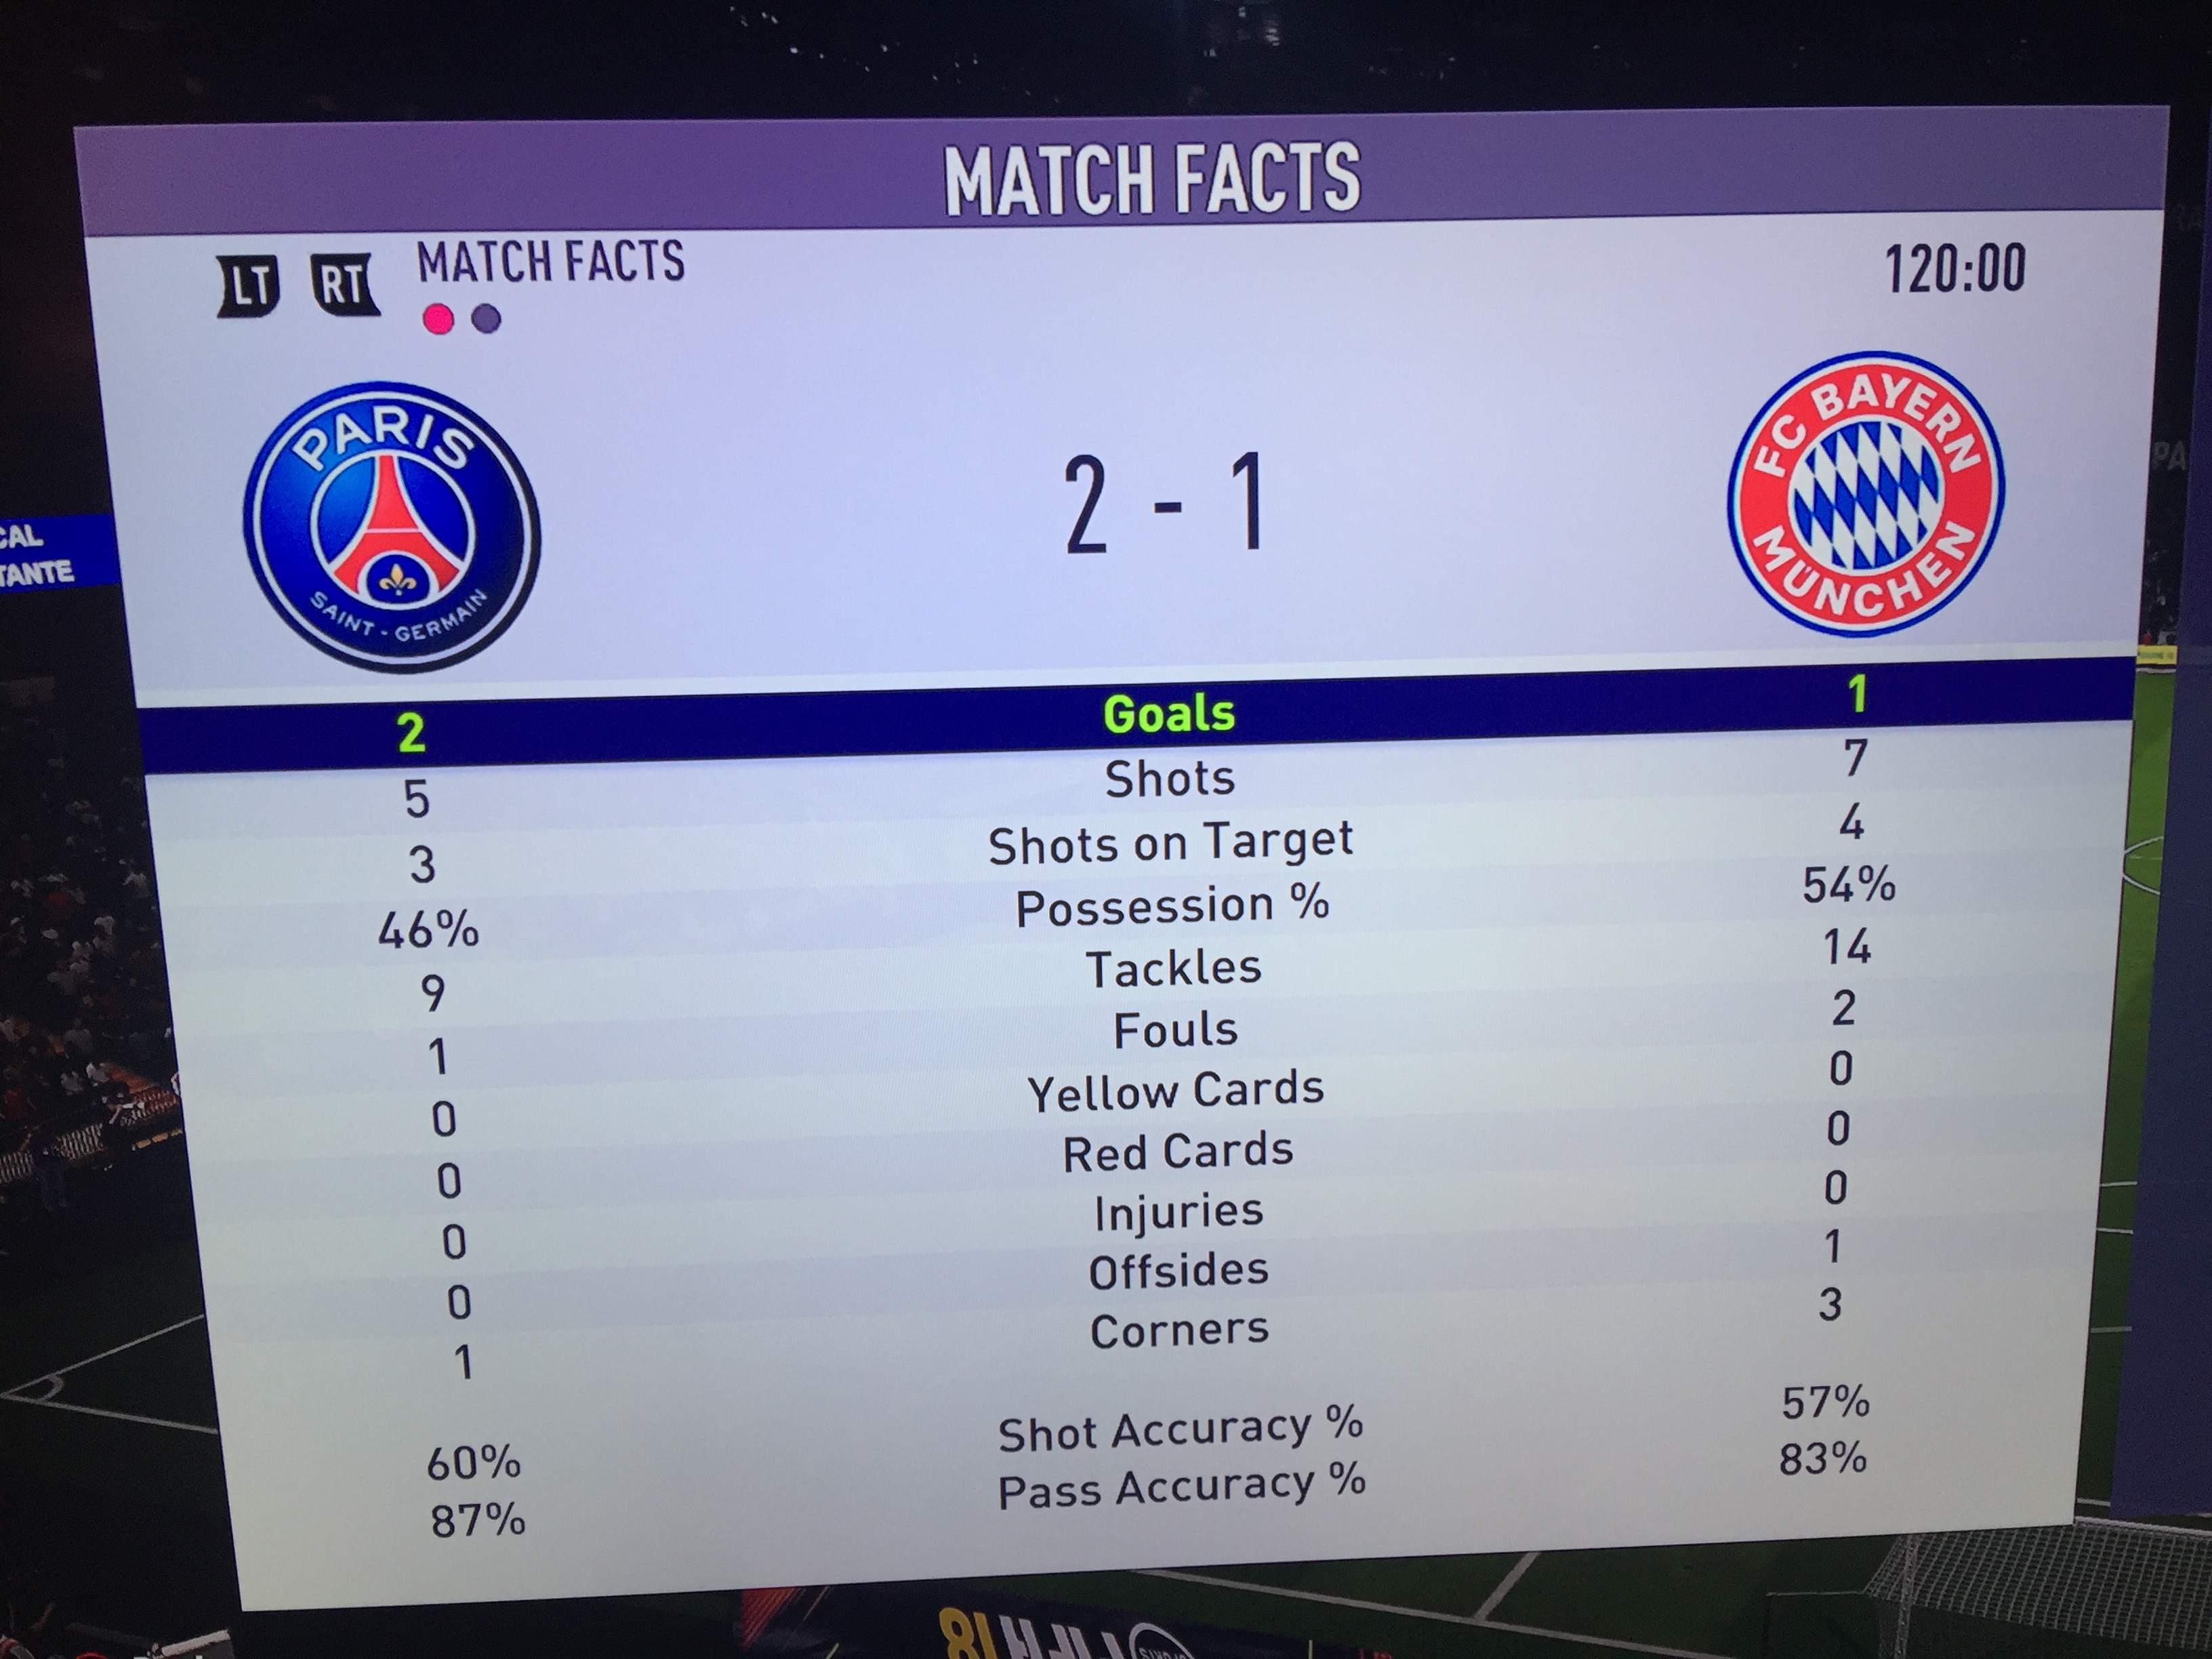 MATCH FACTS
LT RT MATCH FACTS
120:00
PARIS
SAINT-GERMAIN
2 - 1
FC BAYERN
MÜNCHEN
2 Goals 1
5 Shots 7
3 Shots on Target 4
46% Possession % 54%
9 Tackles 14
1 Fouls 2
0 Yellow Cards 0
0 Red Cards 0
0 Injuries 0
0 Offsides 1
1 Corners 3
60% Shot Accuracy % 57%
87% Pass Accuracy % 83%
CAL
TANTE
PA
FIFA 18